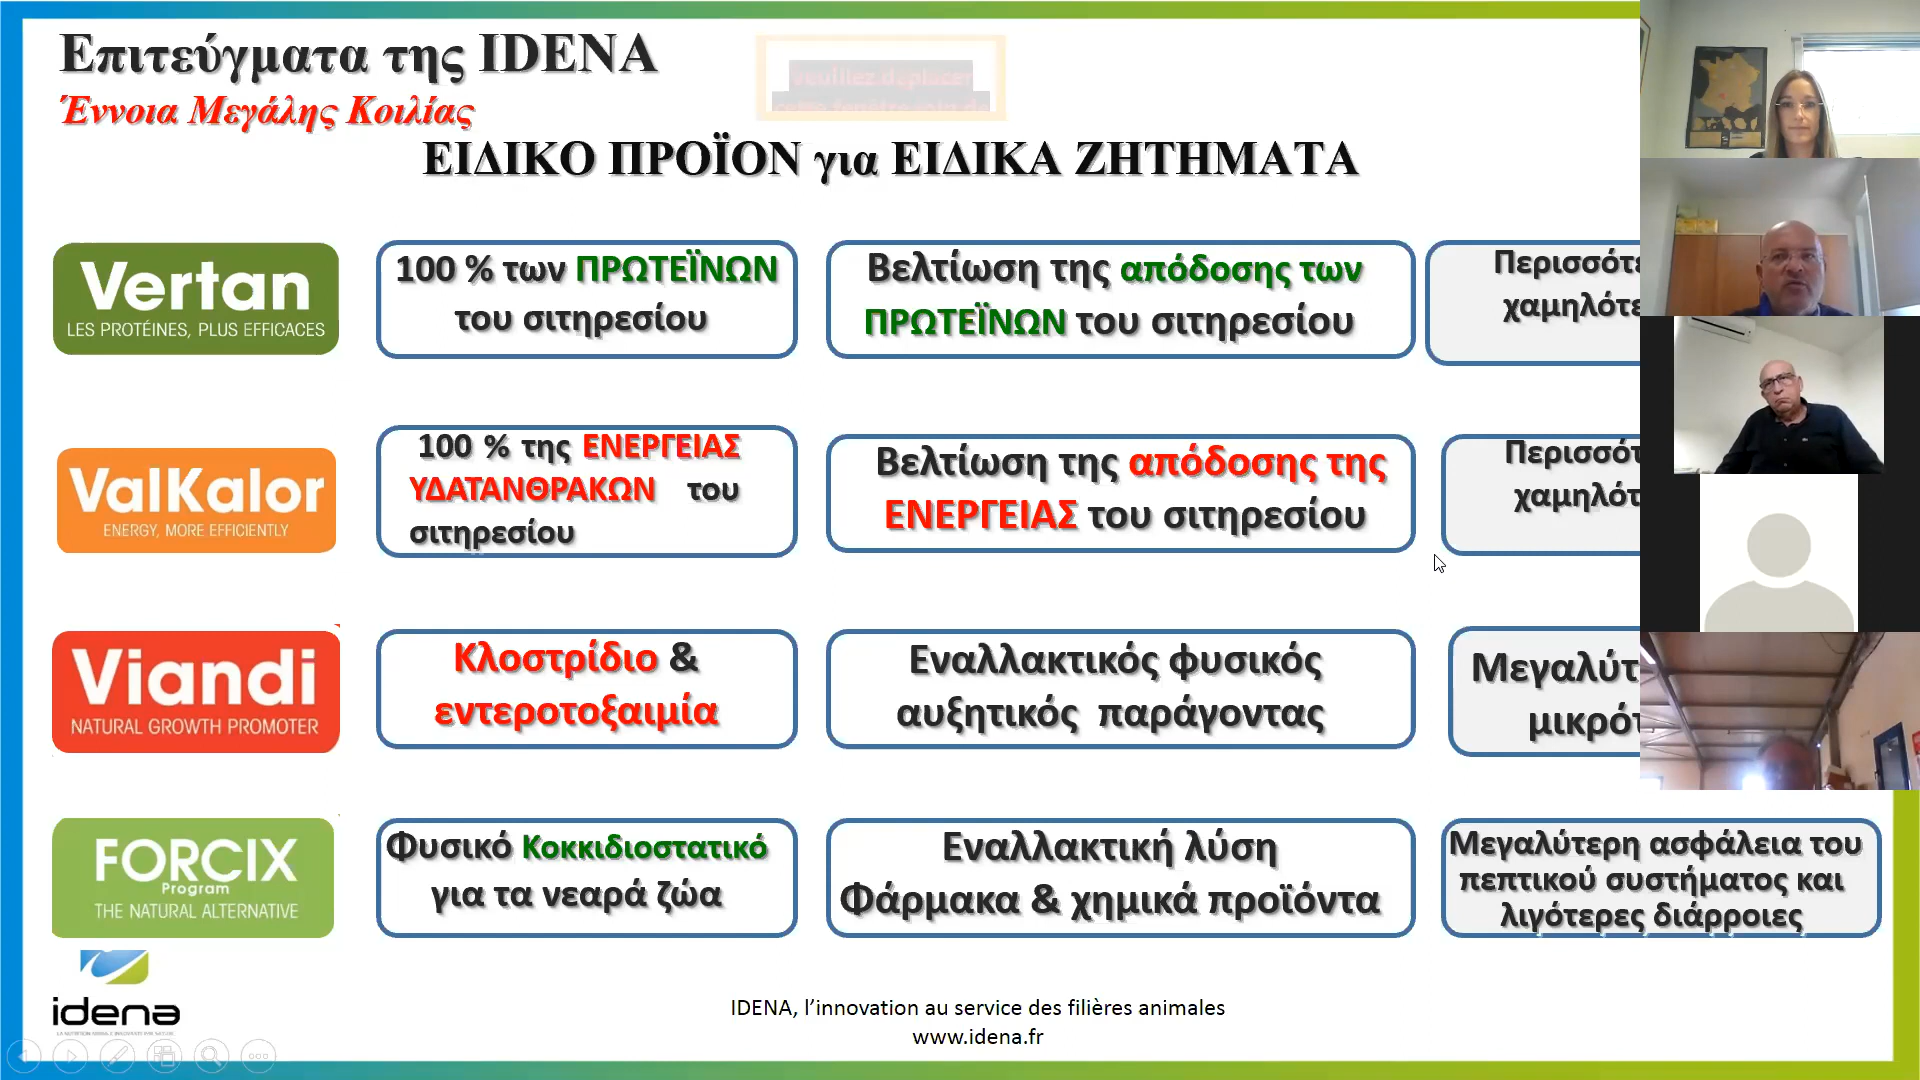 Επιτεύγματα της IDENA
Έννοια Μεγάλης Κοιλίας
ΕΙΔΙΚΟ ΠΡΟΪΟΝ για ΕΙΔΙΚΑ ΖΗΤΗΜΑΤΑ
Vertan
LES PROTÉINES, PLUS EFFICACES
100 % των ΠΡΩΤΕΪΝΩΝ
του σιτηρεσίου
Βελτίωση της απόδοσης των
ΠΡΩΤΕΪΝΩΝ του σιτηρεσίου
ValKalor
ENERGY, MORE EFFICIENTLY
100 % της ΕΝΕΡΓΕΙΑΣ
ΥΔΑΤΑΝΘΡΑΚΩΝ του
σιτηρεσίου
Βελτίωση της απόδοσης της
ΕΝΕΡΓΕΙΑΣ του σιτηρεσίου
Viandi
NATURAL GROWTH PROMOTER
Κλοστρίδιο &
εντεροτοξαιμία
Εναλλακτικός φυσικός
αυξητικός παράγοντας
FORCIX
Program
THE NATURAL ALTERNATIVE
Φυσικό Κοκκιδιοστατικό
για τα νεαρά ζώα
Εναλλακτική λύση
Φάρμακα & χημικά προϊόντα
Μεγαλύτερη ασφάλεια του
πεπτικού συστήματος και
λιγότερες διάρροιες
idena
IDENA, l’innovation au service des filières animales
www.idena.fr